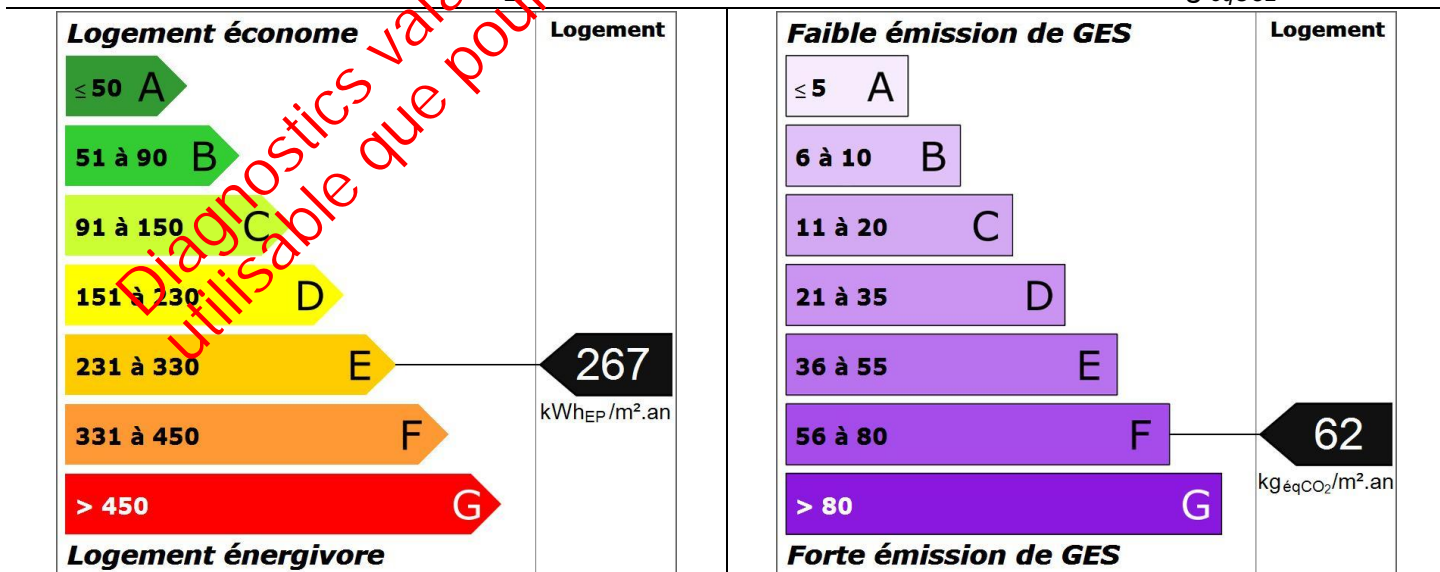 Logement économe Logement
≤ 50 A
51 à 90 B
91 à 150 C
151 à 230 D
231 à 330 E 267
kWhEP/m².an
331 à 450 F
> 450 G
Logement énergivore
Faible émission de GES Logement
≤ 5 A
6 à 10 B
11 à 20 C
21 à 35 D
36 à 55 E
56 à 80 F 62
kgéqCO₂/m².an
> 80 G
Forte émission de GES
Diagnostics
utilisable que pour